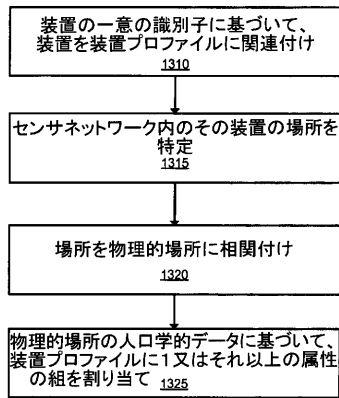 装置の一意の識別子に基づいて、
装置を装置プロファイルに関連付け
1310
センサネットワーク内のその装置の場所を
特定
1315
場所を物理的場所に相関付け
1320
物理的場所の人口学的データに基づいて、
装置プロファイルに1又はそれ以上の属性
の組を割り当て 1325